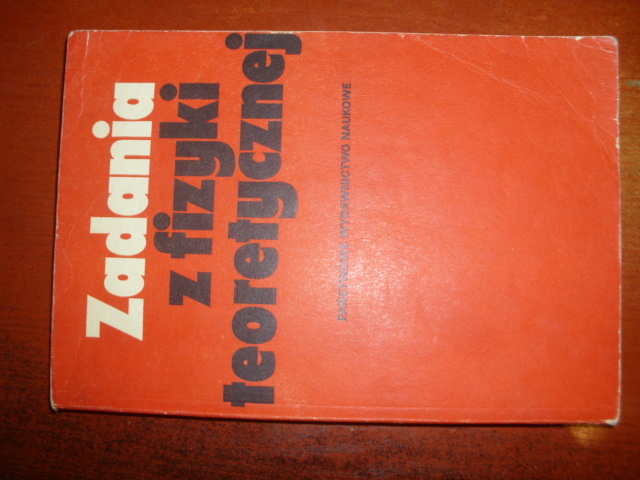 Zadania
z fizyki
teoretycznej
PAŃSTWOWE WYDAWNICTWO NAUKOWE